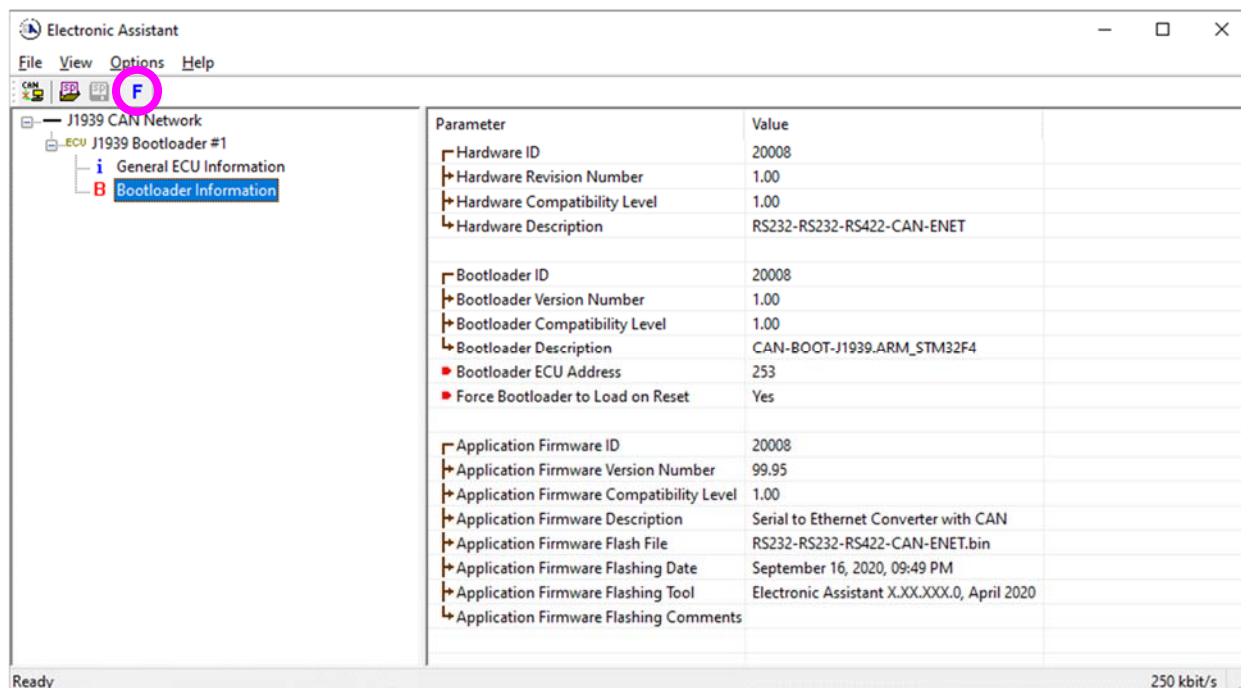 Electronic Assistant
File View Options Help
CAN SP SP F
J1939 CAN Network
ECU J1939 Bootloader #1
i General ECU Information
B Bootloader Information
Parameter Value
Hardware ID 20008
Hardware Revision Number 1.00
Hardware Compatibility Level 1.00
Hardware Description RS232-RS232-RS422-CAN-ENET
Bootloader ID 20008
Bootloader Version Number 1.00
Bootloader Compatibility Level 1.00
Bootloader Description CAN-BOOT-J1939.ARM_STM32F4
Bootloader ECU Address 253
Force Bootloader to Load on Reset Yes
Application Firmware ID 20008
Application Firmware Version Number 99.95
Application Firmware Compatibility Level 1.00
Application Firmware Description Serial to Ethernet Converter with CAN
Application Firmware Flash File RS232-RS232-RS422-CAN-ENET.bin
Application Firmware Flashing Date September 16, 2020, 09:49 PM
Application Firmware Flashing Tool Electronic Assistant X.XX.XXX.0, April 2020
Application Firmware Flashing Comments
Ready 250 kbit/s